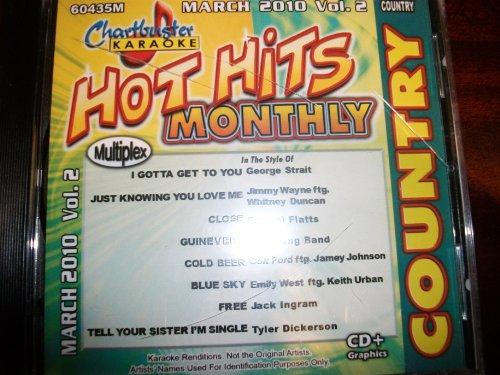 60435M
MARCH 2010 Vol. 2
COUNTRY
Chartbuster
KARAOKE
HOT HITS
MONTHLY
Multiplex
In The Style Of
I GOTTA GET TO YOU George Strait
JUST KNOWING YOU LOVE ME Jimmy Wayne ftg.
Whitney Duncan
CLOSE Flatts
Band
COLD BEER Colt Ford ftg. Jamey Johnson
BLUE SKY Emily West ftg. Keith Urban
FREE Jack Ingram
TELL YOUR SISTER I'M SINGLE Tyler Dickerson
MARCH 2010 Vol. 2
COUNTRY
CD+
Graphics
Karaoke Renditions. Not the Original Artists.
Artists' Names Used For Identification Purposes Only.